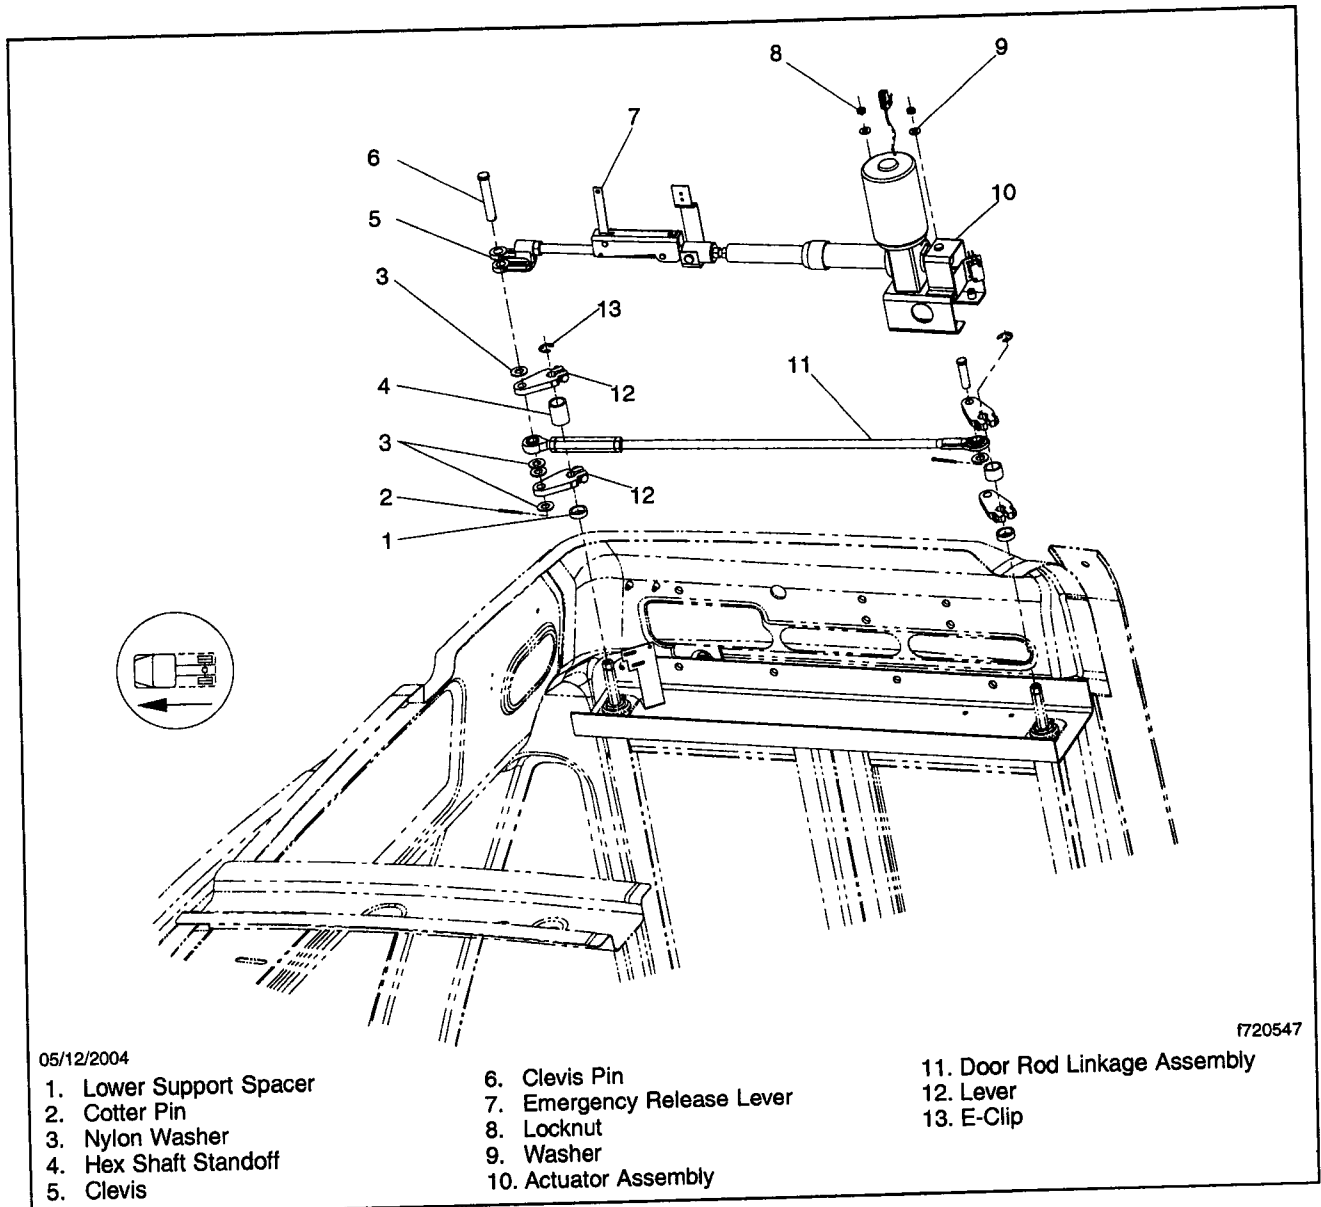 8
9
7
6
10
5
3
13
11
4
12
3
2
12
1
05/12/2004
f720547
1. Lower Support Spacer
2. Cotter Pin
3. Nylon Washer
4. Hex Shaft Standoff
5. Clevis
6. Clevis Pin
7. Emergency Release Lever
8. Locknut
9. Washer
10. Actuator Assembly
11. Door Rod Linkage Assembly
12. Lever
13. E-Clip